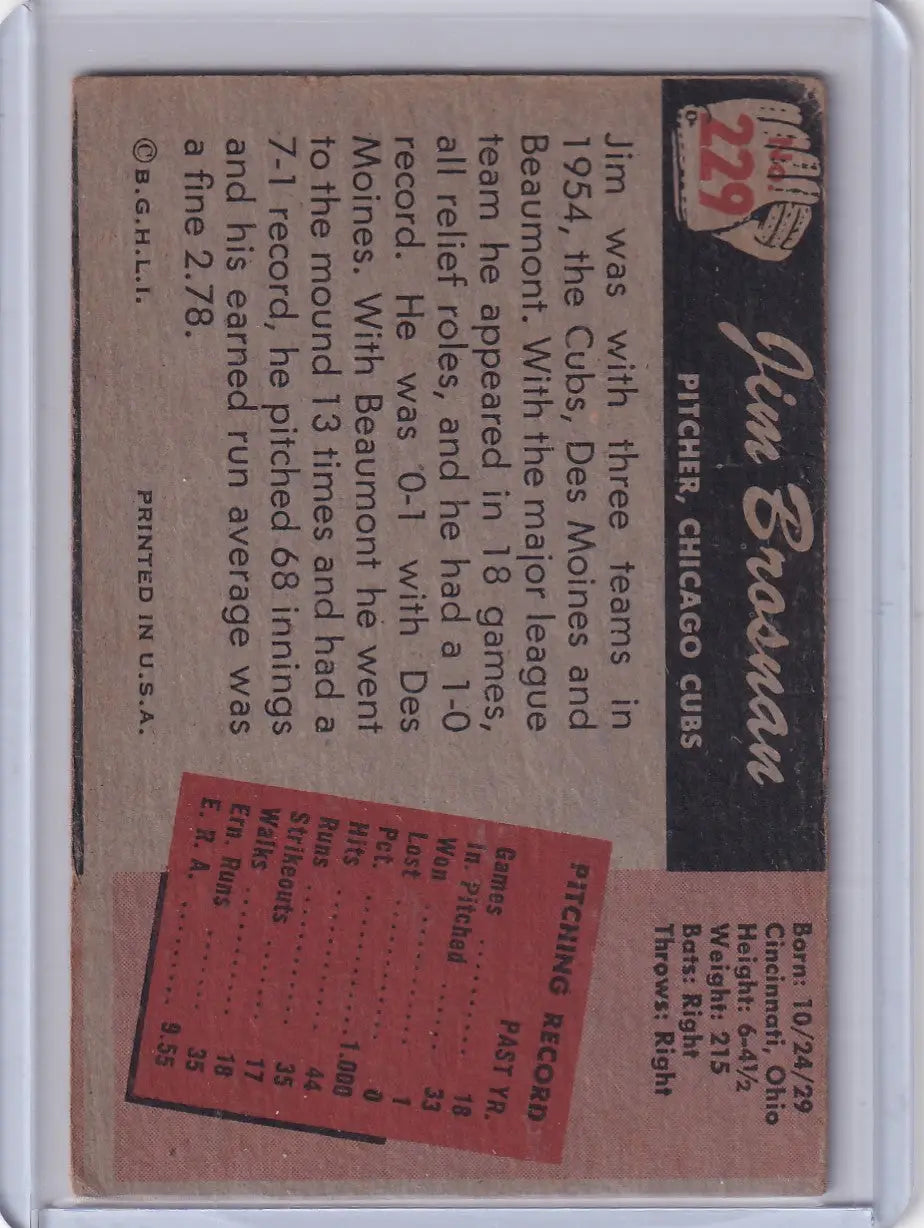 No.
229
Jim Brosnan
PITCHER, CHICAGO CUBS
Born: 10/24/29
Cincinnati, Ohio
Height: 6-4½
Weight: 215
Bats: Right
Throws: Right
Jim was with three teams in
1954, the Cubs, Des Moines and
Beaumont. With the major league
team he appeared in 18 games,
all relief roles, and he had a 1-0
record. He was 0-1 with Des
Moines. With Beaumont he went
to the mound 13 times and had a
7-1 record, he pitched 68 innings
and his earned run average was
a fine 2.78.
© B.G.H.L.I. PRINTED IN U.S.A.
PITCHING RECORD
PAST YR.
Games ......... 18
In. Pitched ....... 33
Won ........... 1
Lost ........... 0
Pct. ........... 1.000
Hits ........... 44
Runs .......... 35
Strikeouts ...... 17
Walks ......... 18
Ern. Runs ....... 35
E. R. A. ......... 9.55